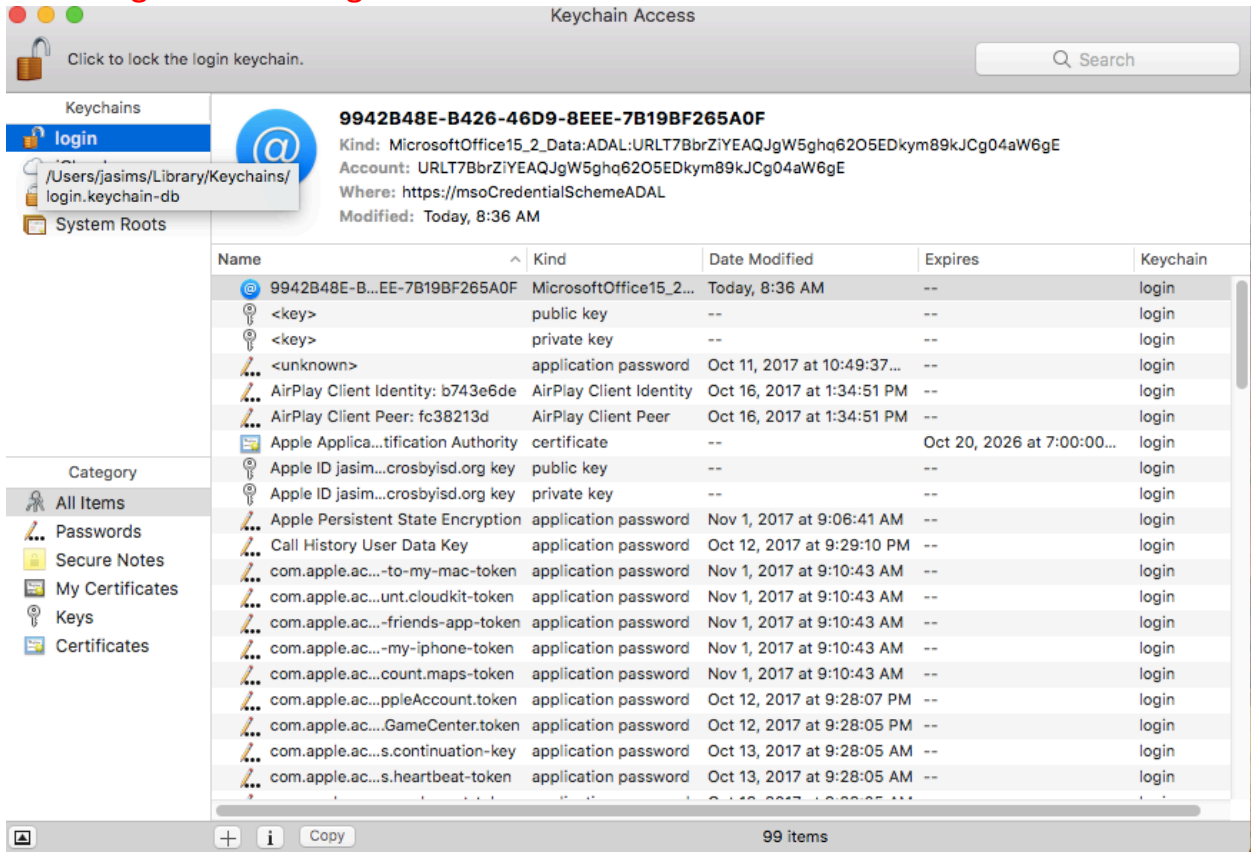 Keychain Access
Click to lock the login keychain.
Search
Keychains
login
/Users/jasims/Library/Keychains/
login.keychain-db
System Roots
9942B48E-B426-46D9-8EEE-7B19BF265A0F
Kind: MicrosoftOffice15_2_Data:ADAL:URLT7BbrZiYEAQJgW5ghq62O5EDkym89kJCg04aW6gE
Account: URLT7BbrZiYEAQJgW5ghq62O5EDkym89kJCg04aW6gE
Where: https://msoCredentialSchemeADAL
Modified: Today, 8:36 AM
Name Kind Date Modified Expires Keychain
9942B48E-B...EE-7B19BF265A0F MicrosoftOffice15_2... Today, 8:36 AM -- login
<key> public key -- -- login
<key> private key -- -- login
<unknown> application password Oct 11, 2017 at 10:49:37... -- login
AirPlay Client Identity: b743e6de AirPlay Client Identity Oct 16, 2017 at 1:34:51 PM -- login
AirPlay Client Peer: fc38213d AirPlay Client Peer Oct 16, 2017 at 1:34:51 PM -- login
Apple Applica...tification Authority certificate -- Oct 20, 2026 at 7:00:00... login
Apple ID jasim...crosbyisd.org key public key -- -- login
Apple ID jasim...crosbyisd.org key private key -- -- login
Apple Persistent State Encryption application password Nov 1, 2017 at 9:06:41 AM -- login
Call History User Data Key application password Oct 12, 2017 at 9:29:10 PM -- login
com.apple.ac...-to-my-mac-token application password Nov 1, 2017 at 9:10:43 AM -- login
com.apple.ac...unt.cloudkit-token application password Nov 1, 2017 at 9:10:43 AM -- login
com.apple.ac...-friends-app-token application password Nov 1, 2017 at 9:10:43 AM -- login
com.apple.ac...-my-iphone-token application password Nov 1, 2017 at 9:10:43 AM -- login
com.apple.ac...count.maps-token application password Nov 1, 2017 at 9:10:43 AM -- login
com.apple.ac...ppleAccount.token application password Oct 12, 2017 at 9:28:07 PM -- login
com.apple.ac....GameCenter.token application password Oct 12, 2017 at 9:28:05 PM -- login
com.apple.ac...s.continuation-key application password Oct 13, 2017 at 9:28:05 AM -- login
com.apple.ac...s.heartbeat-token application password Oct 13, 2017 at 9:28:05 AM -- login
Category
All Items
Passwords
Secure Notes
My Certificates
Keys
Certificates
Copy
99 items